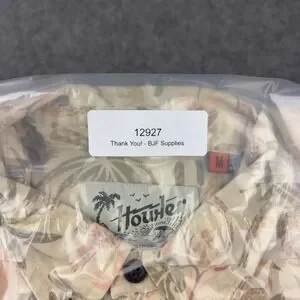 12927
Thank You! - BJF Supplies
M
Howler